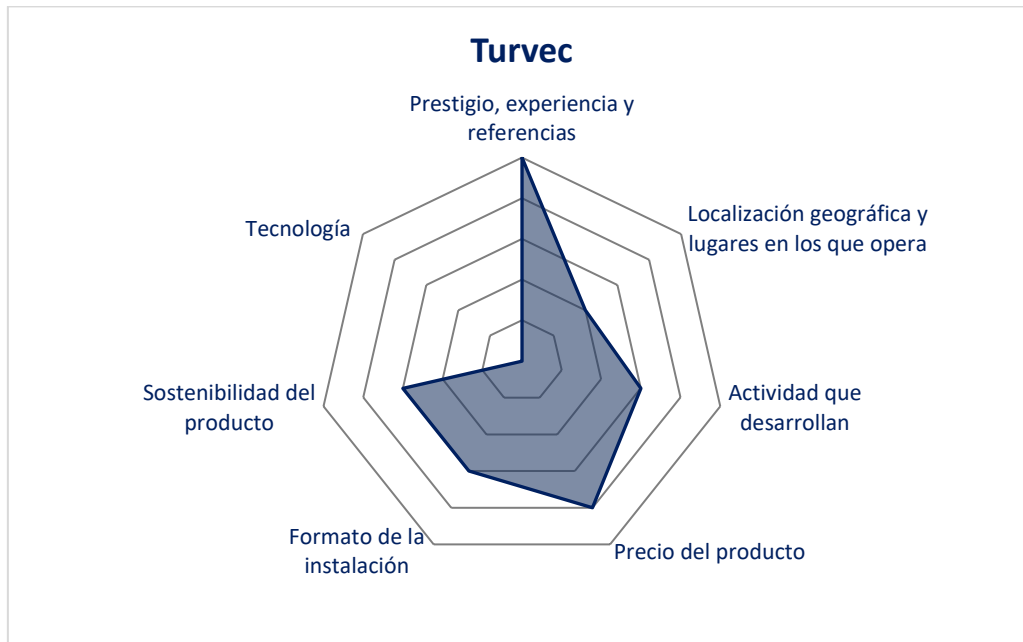 Turvec
Prestigio, experiencia y
referencias
Localización geográfica y
lugares en los que opera
Actividad que
desarrollan
Precio del producto
Formato de la
instalación
Sostenibilidad del
producto
Tecnología